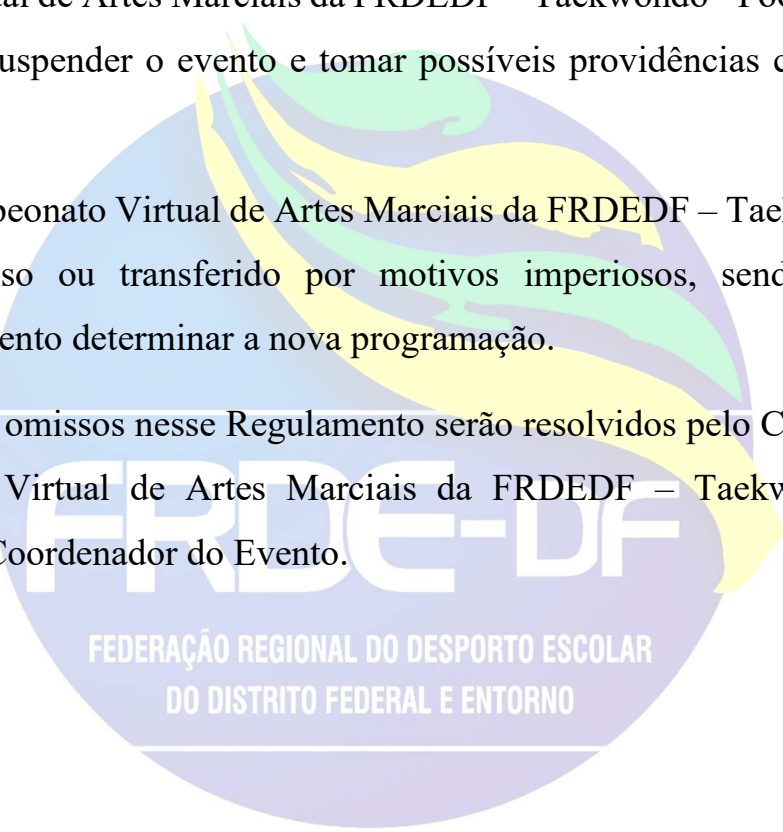 ual de Artes Marciais da FRDEDF – Taekwondo
uspender o evento e tomar possíveis providências
peonato Virtual de Artes Marciais da FRDEDF – Tae
so ou transferido por motivos imperiosos, send
ento determinar a nova programação.
omissos nesse Regulamento serão resolvidos pelo C
Virtual de Artes Marciais da FRDEDF – Taekw
Coordenador do Evento.
FRDE-DF
FEDERAÇÃO REGIONAL DO DESPORTO ESCOLAR
DO DISTRITO FEDERAL E ENTORNO